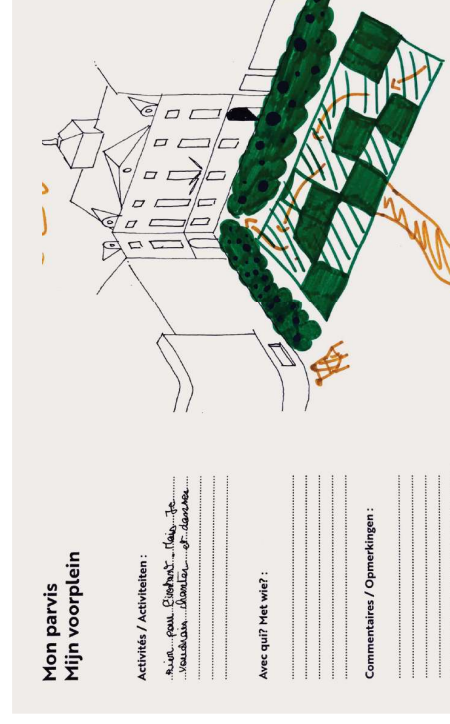 Mon parvis
Mijn voorplein
Activités / Activiteiten :
rien pour l'instant. Mais Je
voudrais chanter et danser
Avec qui? Met wie? :
Commentaires / Opmerkingen :